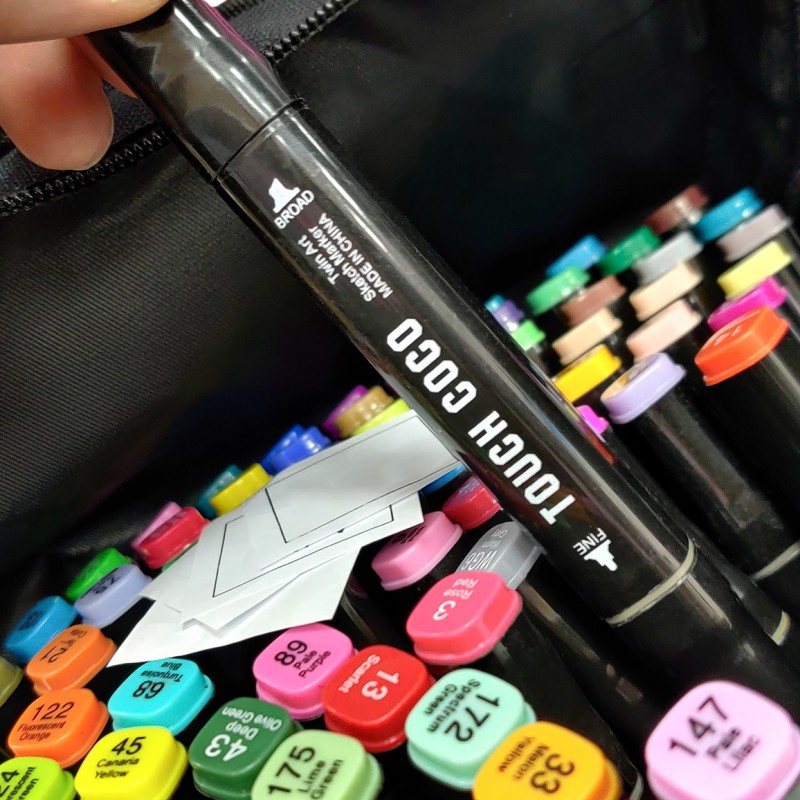 BROAD
Twin Art
Sketch Marker
MADE IN CHINA
TOUCH COCO
FINE
WG6
3
Rose
Red
89
Pale
Purple
13
Scarlet
68
Turquoise
Blue
122
Fluorescent
Orange
45
Canaria
Yellow
43
Deep
Olive Green
175
Lime
Green
172
Spectrum
Green
33
Melon
Yellow
147
Pale
Lilac